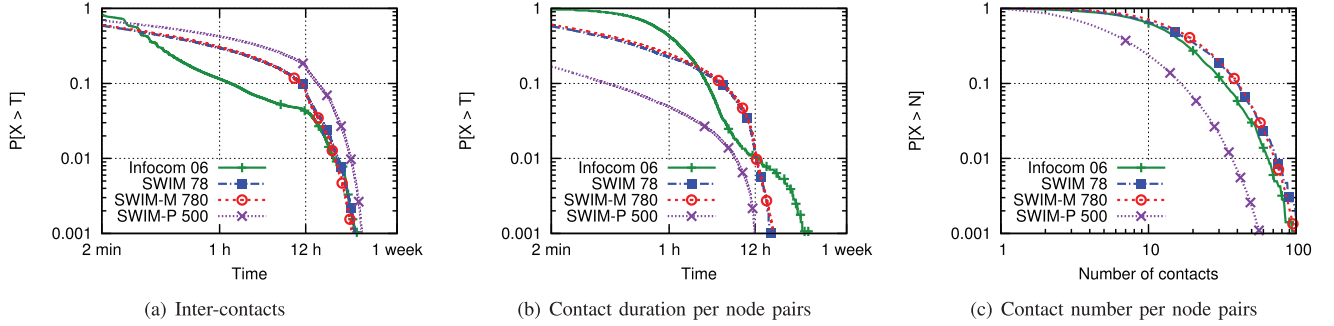 1
0.1
0.01
0.001
P[X > T]
Infocom 06
SWIM 78
SWIM-M 780
SWIM-P 500
2 min
1 h
12 h
1 week
Time
(a) Inter-contacts
1
0.1
0.01
0.001
P[X > T]
Infocom 06
SWIM 78
SWIM-M 780
SWIM-P 500
2 min
1 h
12 h
1 week
Time
(b) Contact duration per node pairs
1
0.1
0.01
0.001
P[X > N]
Infocom 06
SWIM 78
SWIM-M 780
SWIM-P 500
1
10
100
Number of contacts
(c) Contact number per node pairs